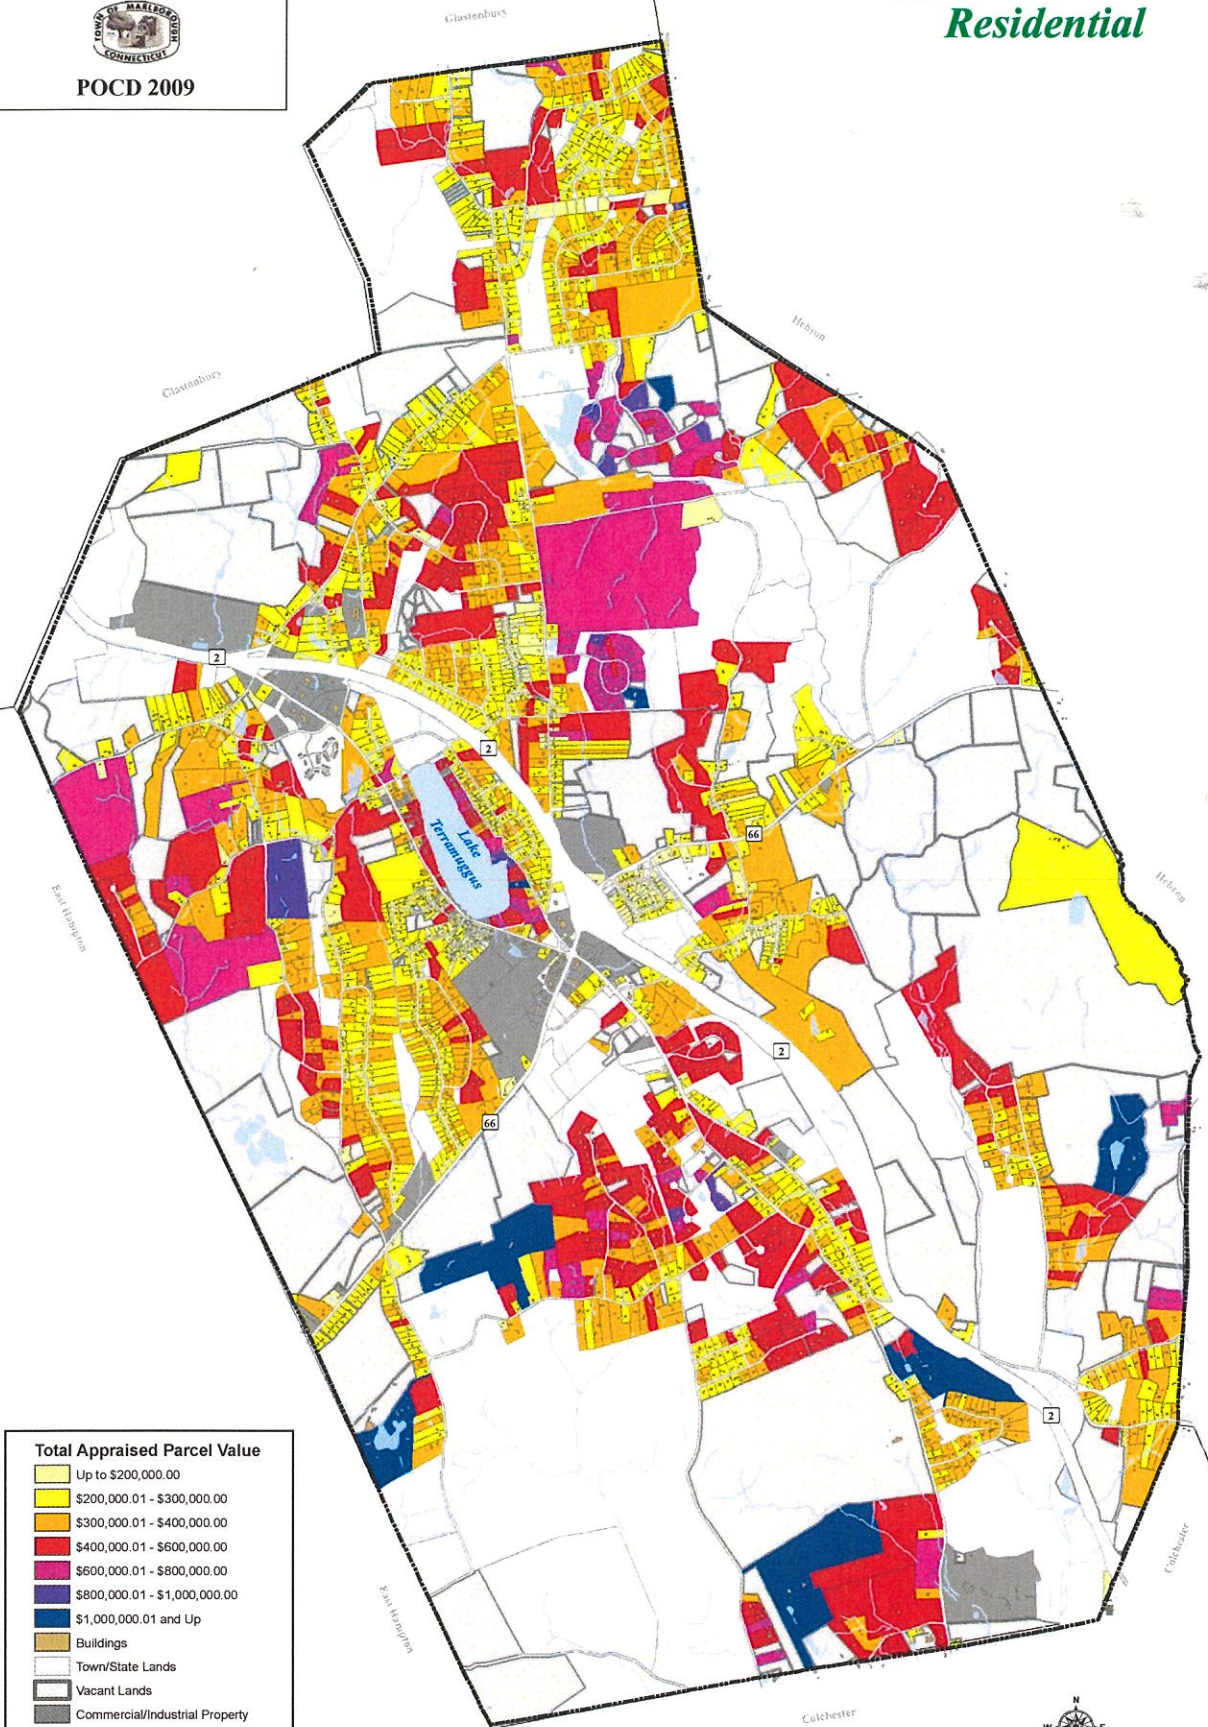 Glastonbury
Residential
TOWN OF MARLBOROUGH
CONNECTICUT
POCD 2009
Hebron
Glastonbury
2
2
Lake
Terramuggus
66
East Hampton
Hebron
2
66
2
Total Appraised Parcel Value
Up to $200,000.00
$200,000.01 - $300,000.00
$300,000.01 - $400,000.00
$400,000.01 - $600,000.00
$600,000.01 - $800,000.00
$800,000.01 - $1,000,000.00
$1,000,000.01 and Up
Buildings
Town/State Lands
Vacant Lands
Commercial/Industrial Property
East Hampton
Colchester
Colchester
N
W E